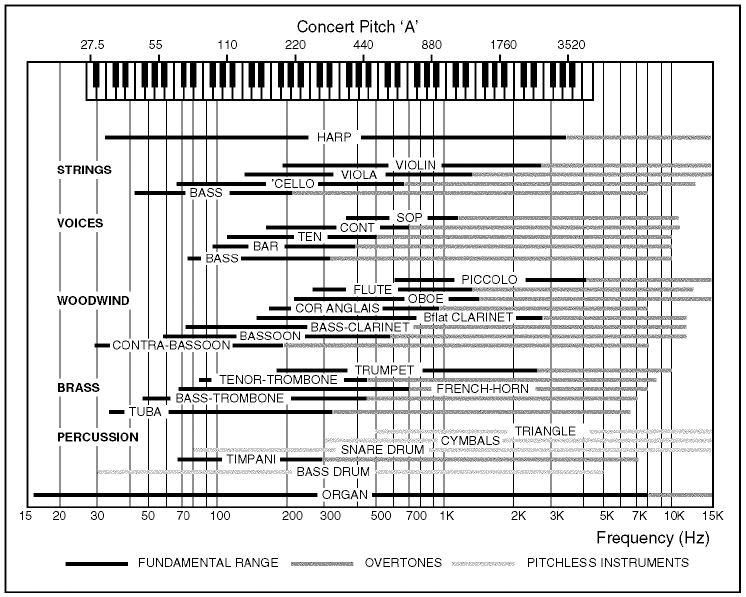 Concert Pitch ‘A’
27.5 55 110 220 440 880 1760 3520
HARP
STRINGS
VIOLIN
VIOLA
'CELLO
BASS
VOICES
SOP
CONT
TEN
BAR
BASS
WOODWIND
PICCOLO
FLUTE
OBOE
COR ANGLAIS
Bflat CLARINET
BASS-CLARINET
BASSOON
CONTRA-BASSOON
BRASS
TRUMPET
TENOR-TROMBONE
FRENCH-HORN
BASS-TROMBONE
TUBA
PERCUSSION
TRIANGLE
CYMBALS
SNARE DRUM
TIMPANI
BASS DRUM
ORGAN
15 20 30 50 70 100 200 300 500 700 1K 2K 3K 5K 7K 10K 15K
Frequency (Hz)
FUNDAMENTAL RANGE OVERTONES PITCHLESS INSTRUMENTS